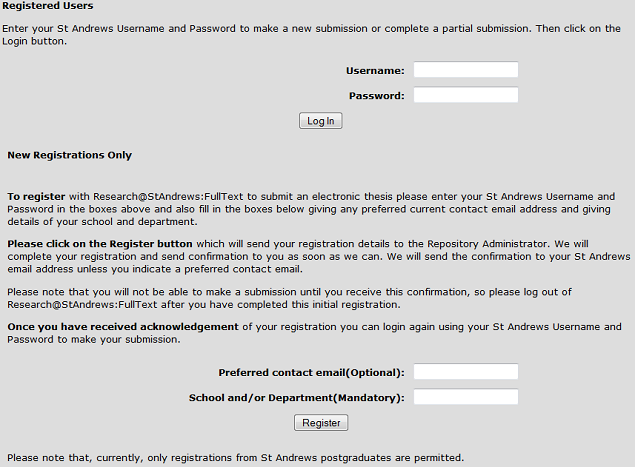 Registered Users
Enter your St Andrews Username and Password to make a new submission or complete a partial submission. Then click on the
Login button.
Username:
Password:
Log In
New Registrations Only
To register with Research@StAndrews:FullText to submit an electronic thesis please enter your St Andrews Username and
Password in the boxes above and also fill in the boxes below giving any preferred current contact email address and giving
details of your school and department.
Please click on the Register button which will send your registration details to the Repository Administrator. We will
complete your registration and send confirmation to you as soon as we can. We will send the confirmation to your St Andrews
email address unless you indicate a preferred contact email.
Please note that you will not be able to make a submission until you receive this confirmation, so please log out of
Research@StAndrews:FullText after you have completed this initial registration.
Once you have received acknowledgement of your registration you can login again using your St Andrews Username and
Password to make your submission.
Preferred contact email(Optional):
School and/or Department(Mandatory):
Register
Please note that, currently, only registrations from St Andrews postgraduates are permitted.